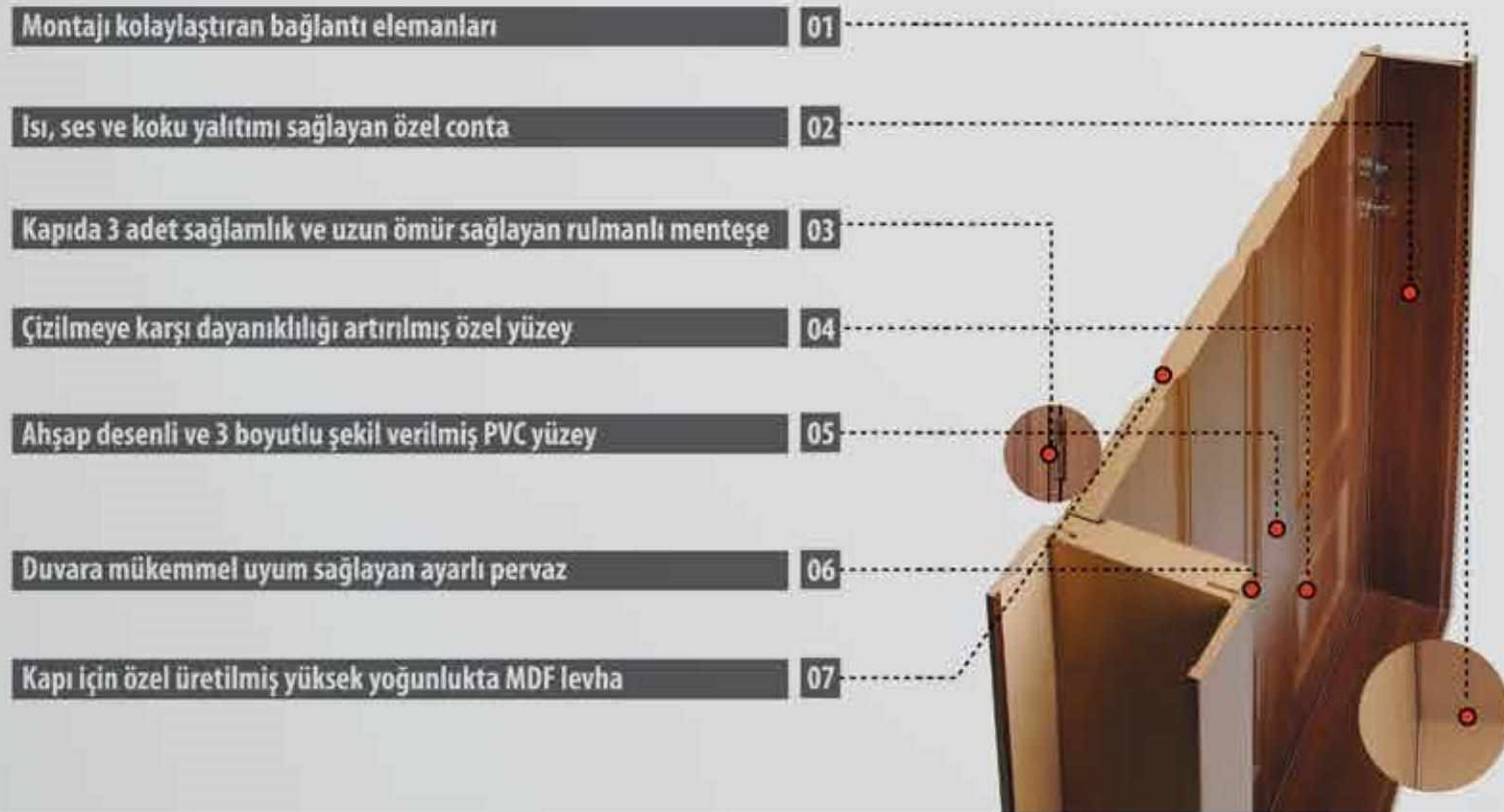 Montajı kolaylaştıran bağlantı elemanları 01
Isı, ses ve koku yalıtımı sağlayan özel conta 02
Kapıda 3 adet sağlamlık ve uzun ömür sağlayan rulmanlı menteşe 03
Çizilmeye karşı dayanıklılığı artırılmış özel yüzey 04
Ahşap desenli ve 3 boyutlu şekil verilmiş PVC yüzey 05
Duvara mükemmel uyum sağlayan ayarlı pervaz 06
Kapı için özel üretilmiş yüksek yoğunlukta MDF levha 07